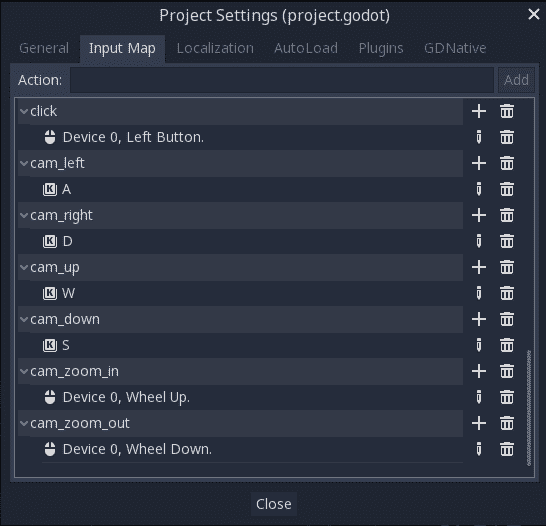 Project Settings (project.godot)
General Input Map Localization AutoLoad Plugins GDNative
Action: Add
click
Device 0, Left Button.
cam_left
K A
cam_right
K D
cam_up
K W
cam_down
K S
cam_zoom_in
Device 0, Wheel Up.
cam_zoom_out
Device 0, Wheel Down.
Close